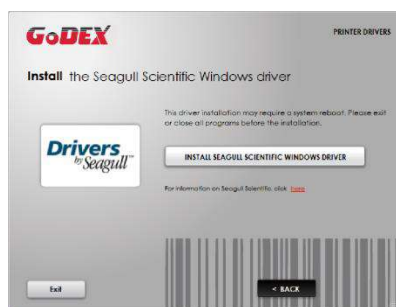 GoDEX
PRINTER DRIVERS
Install the Seagull Scientific Windows driver
This driver installation may require a system reboot. Please exit
or close all programs before the installation.
Drivers
by Seagull™
INSTALL SEAGULL SCIENTIFIC WINDOWS DRIVER
For information on Seagull Scientific, click here
Exit
< BACK